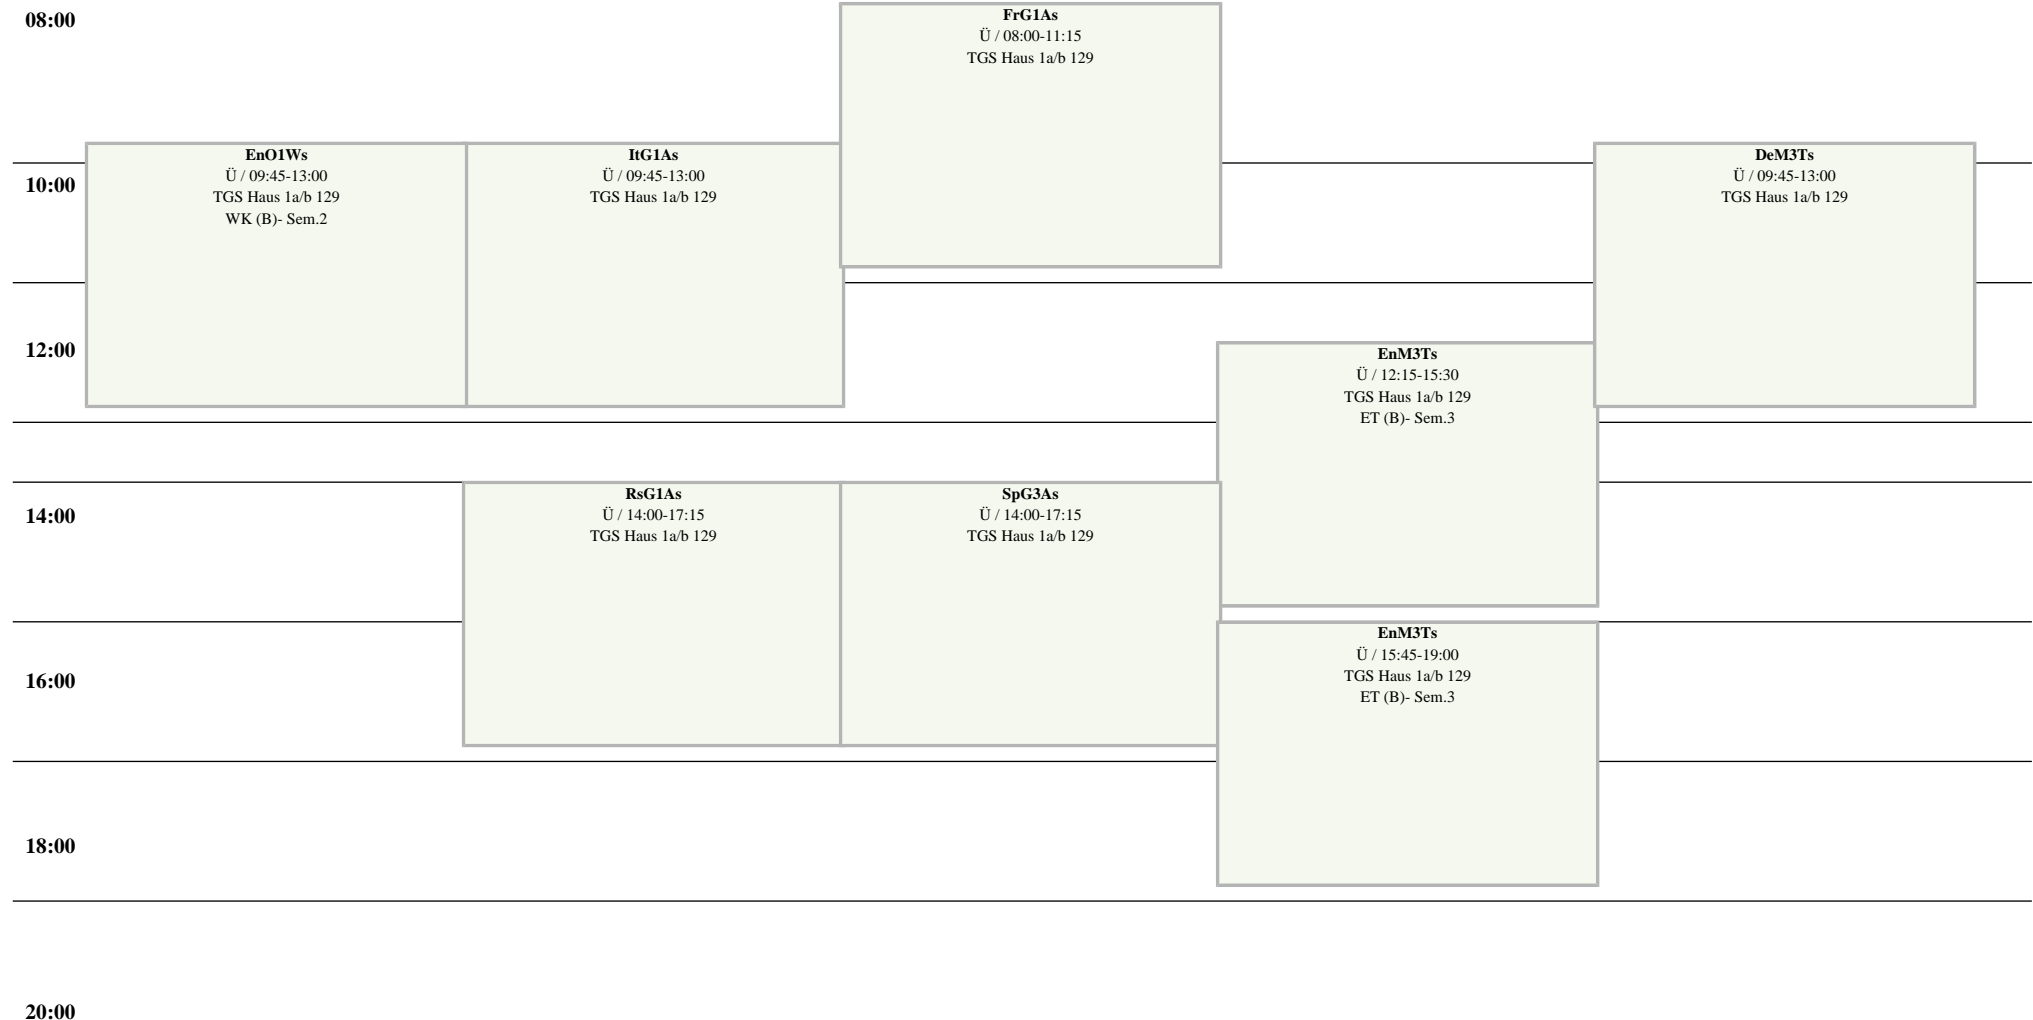 08:00
FrG1As
Ü / 08:00-11:15
TGS Haus 1a/b 129
EnO1Ws
Ü / 09:45-13:00
TGS Haus 1a/b 129
WK (B)- Sem.2
ItG1As
Ü / 09:45-13:00
TGS Haus 1a/b 129
DeM3Ts
Ü / 09:45-13:00
TGS Haus 1a/b 129
10:00
12:00
EnM3Ts
Ü / 12:15-15:30
TGS Haus 1a/b 129
ET (B)- Sem.3
RsG1As
Ü / 14:00-17:15
TGS Haus 1a/b 129
SpG3As
Ü / 14:00-17:15
TGS Haus 1a/b 129
14:00
EnM3Ts
Ü / 15:45-19:00
TGS Haus 1a/b 129
ET (B)- Sem.3
16:00
18:00
20:00